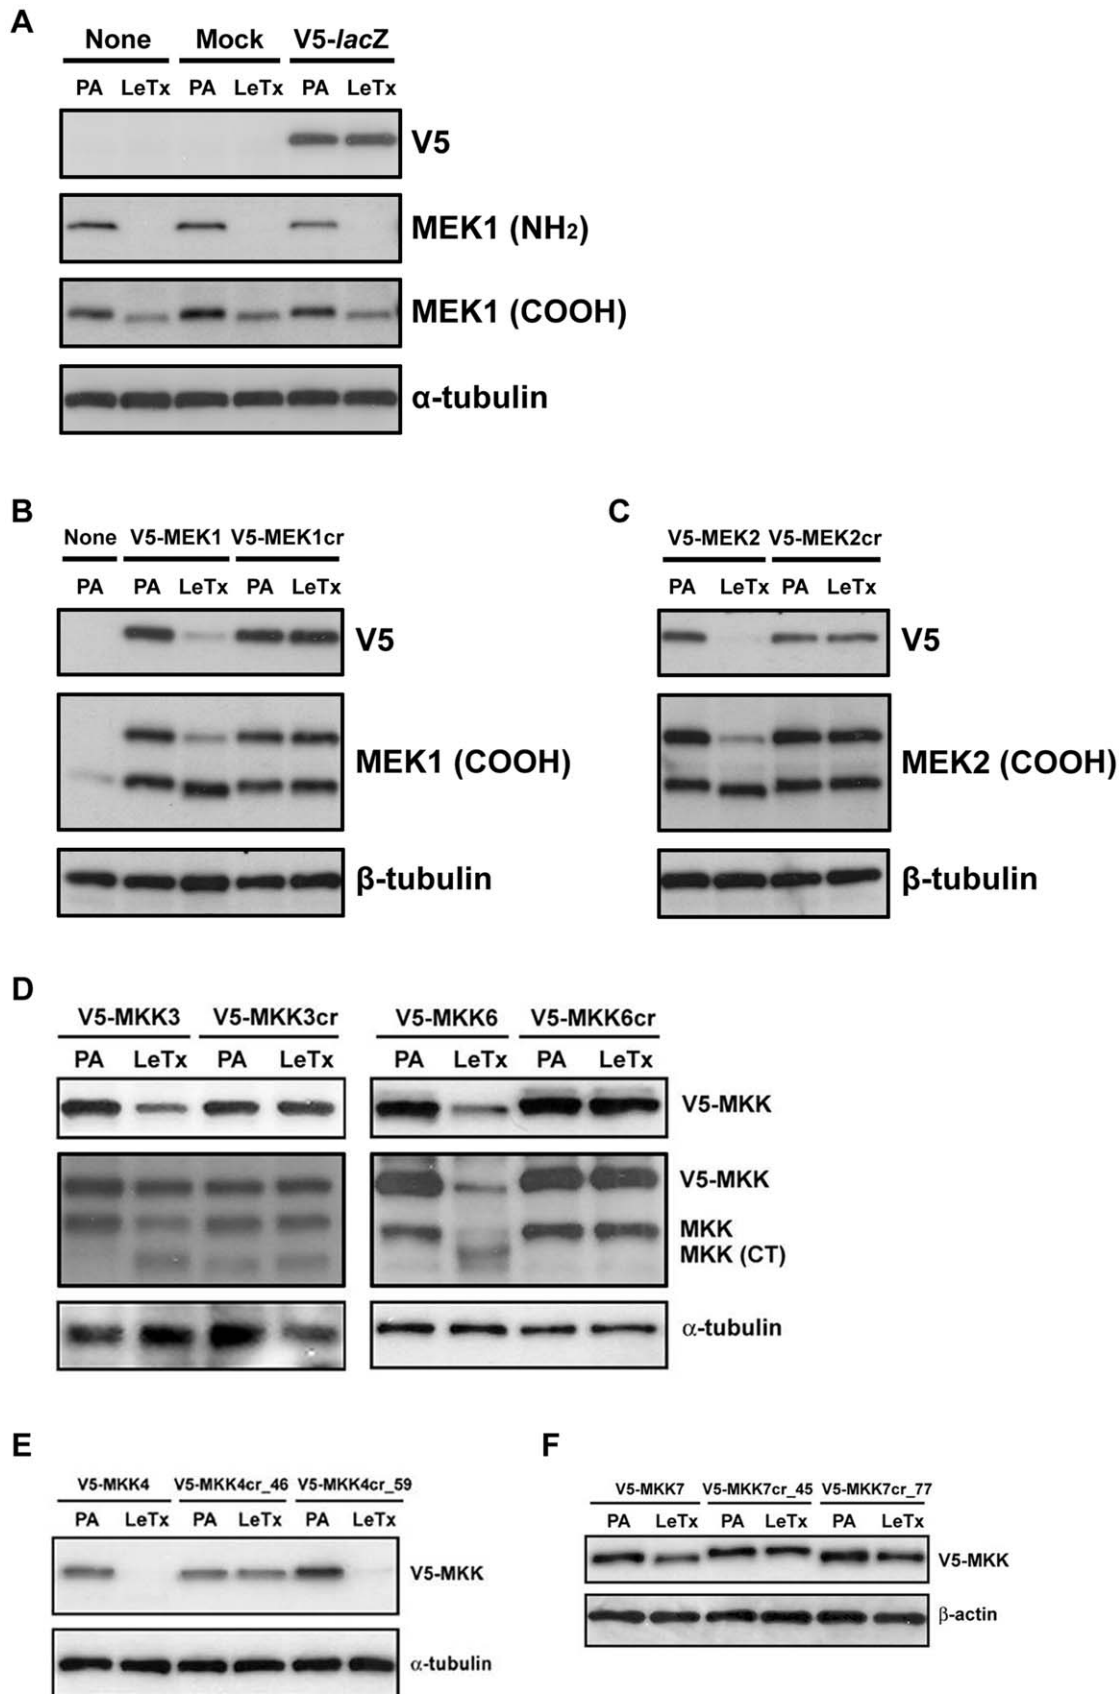 A
None Mock V5-lacZ
PA LeTx PA LeTx PA LeTx
V5
MEK1 (NH2)
MEK1 (COOH)
α-tubulin
B
None V5-MEK1 V5-MEK1cr
PA PA LeTx PA LeTx
V5
MEK1 (COOH)
β-tubulin
C
V5-MEK2 V5-MEK2cr
PA LeTx PA LeTx
V5
MEK2 (COOH)
β-tubulin
D
V5-MKK3 V5-MKK3cr V5-MKK6 V5-MKK6cr
PA LeTx PA LeTx PA LeTx PA LeTx
V5-MKK
V5-MKK
MKK
MKK (CT)
α-tubulin
E
V5-MKK4 V5-MKK4cr_46 V5-MKK4cr_59
PA LeTx PA LeTx PA LeTx
V5-MKK
α-tubulin
F
V5-MKK7 V5-MKK7cr_45 V5-MKK7cr_77
PA LeTx PA LeTx PA LeTx
V5-MKK
β-actin